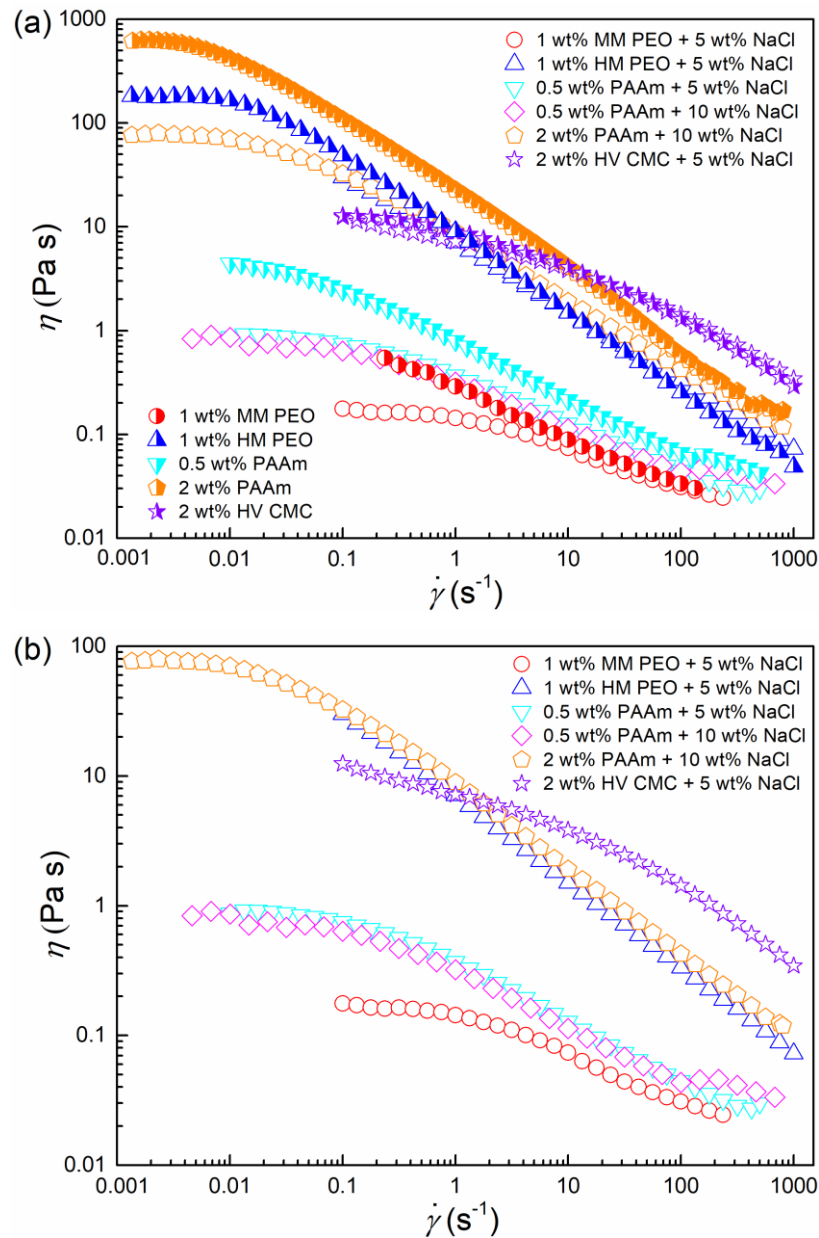 (a)
1000
100
10
1
0.1
0.01
η (Pa s)
1 wt% MM PEO + 5 wt% NaCl
1 wt% HM PEO + 5 wt% NaCl
0.5 wt% PAAm + 5 wt% NaCl
0.5 wt% PAAm + 10 wt% NaCl
2 wt% PAAm + 10 wt% NaCl
2 wt% HV CMC + 5 wt% NaCl
1 wt% MM PEO
1 wt% HM PEO
0.5 wt% PAAm
2 wt% PAAm
2 wt% HV CMC
0.001 0.01 0.1 1 10 100 1000
γ̇ (s⁻¹)
(b)
100
10
1
0.1
0.01
η (Pa s)
1 wt% MM PEO + 5 wt% NaCl
1 wt% HM PEO + 5 wt% NaCl
0.5 wt% PAAm + 5 wt% NaCl
0.5 wt% PAAm + 10 wt% NaCl
2 wt% PAAm + 10 wt% NaCl
2 wt% HV CMC + 5 wt% NaCl
0.001 0.01 0.1 1 10 100 1000
γ̇ (s⁻¹)